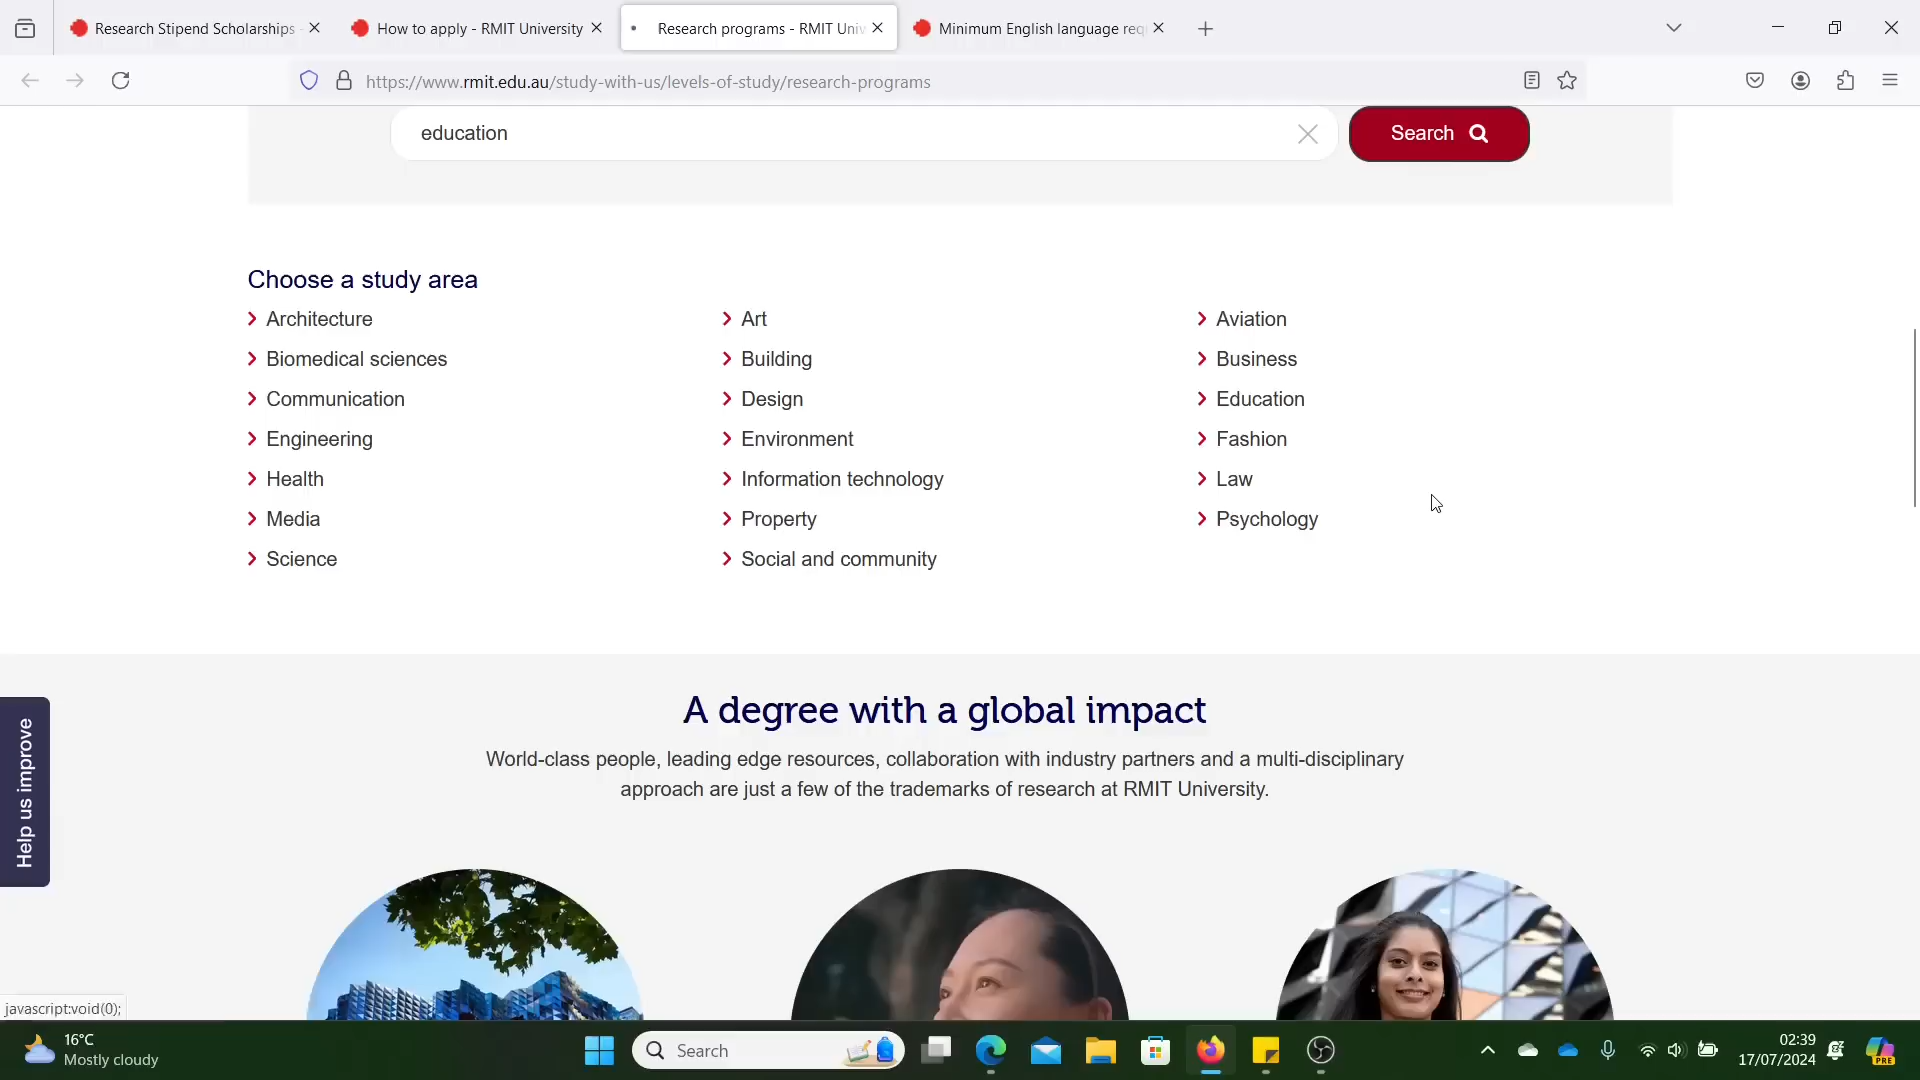 Research Stipend Scholarships -
How to apply - RMIT University
Research programs - RMIT Univ
Minimum English language req
https://www.rmit.edu.au/study-with-us/levels-of-study/research-programs
education
Search
Choose a study area
Architecture
Art
Aviation
Biomedical sciences
Building
Business
Communication
Design
Education
Engineering
Environment
Fashion
Health
Information technology
Law
Media
Property
Psychology
Science
Social and community
A degree with a global impact
World-class people, leading edge resources, collaboration with industry partners and a multi-disciplinary
approach are just a few of the trademarks of research at RMIT University.
Help us improve
javascript:void(0);
16°C
Mostly cloudy
Search
02:39
17/07/2024
PRE